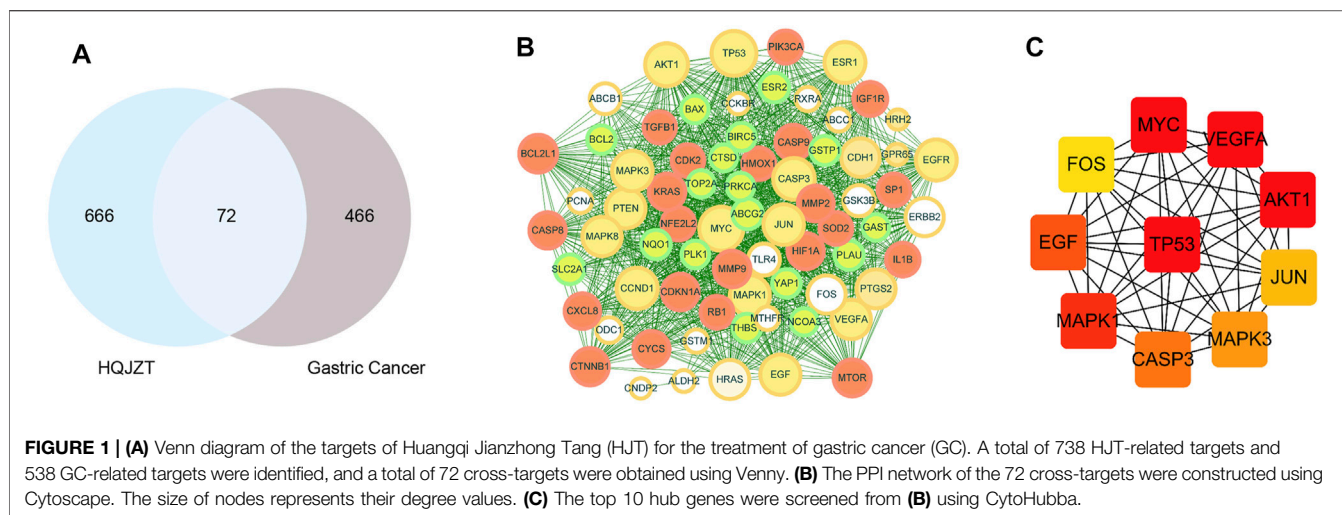 A
B
C
666
72
466
HQJZT
Gastric Cancer
TP53
PIK3CA
AKT1
ESR1
ESR2
ABCB1
CCKBR
RXRA
IGF1R
BAX
ABCC1
HRH2
TGFB1
BIRC5
CASP9
BCL2
GSTP1
BCL2L1
CDK2
CTSD
HMOX1
CDH1
GPR65
EGFR
MAPK3
KRAS
TOP2A
PRKCA
CASP3
SP1
PCNA
GSK3B
PTEN
MMP2
ERBB2
NFE2L2
ABCG2
CASP8
MAPK8
MYC
JUN
SOD2
GAST
NQO1
PLK1
HIF1A
PLAU
IL1B
SLC2A1
TLR4
MMP9
YAP1
PTGS2
CCND1
CDKN1A
MAPK1
FOS
CXCL8
RB1
MTHFR
VEGFA
ODC1
THBS
NCOA3
GSTM1
CYCS
CTNNB1
HRAS
EGF
MTOR
CNDP2
ALDH2
MYC
VEGFA
FOS
AKT1
EGF
TP53
JUN
MAPK1
MAPK3
CASP3
FIGURE 1 | (A) Venn diagram of the targets of Huangqi Jianzhong Tang (HJT) for the treatment of gastric cancer (GC). A total of 738 HJT-related targets and
538 GC-related targets were identified, and a total of 72 cross-targets were obtained using Venny. (B) The PPI network of the 72 cross-targets were constructed using
Cytoscape. The size of nodes represents their degree values. (C) The top 10 hub genes were screened from (B) using CytoHubba.